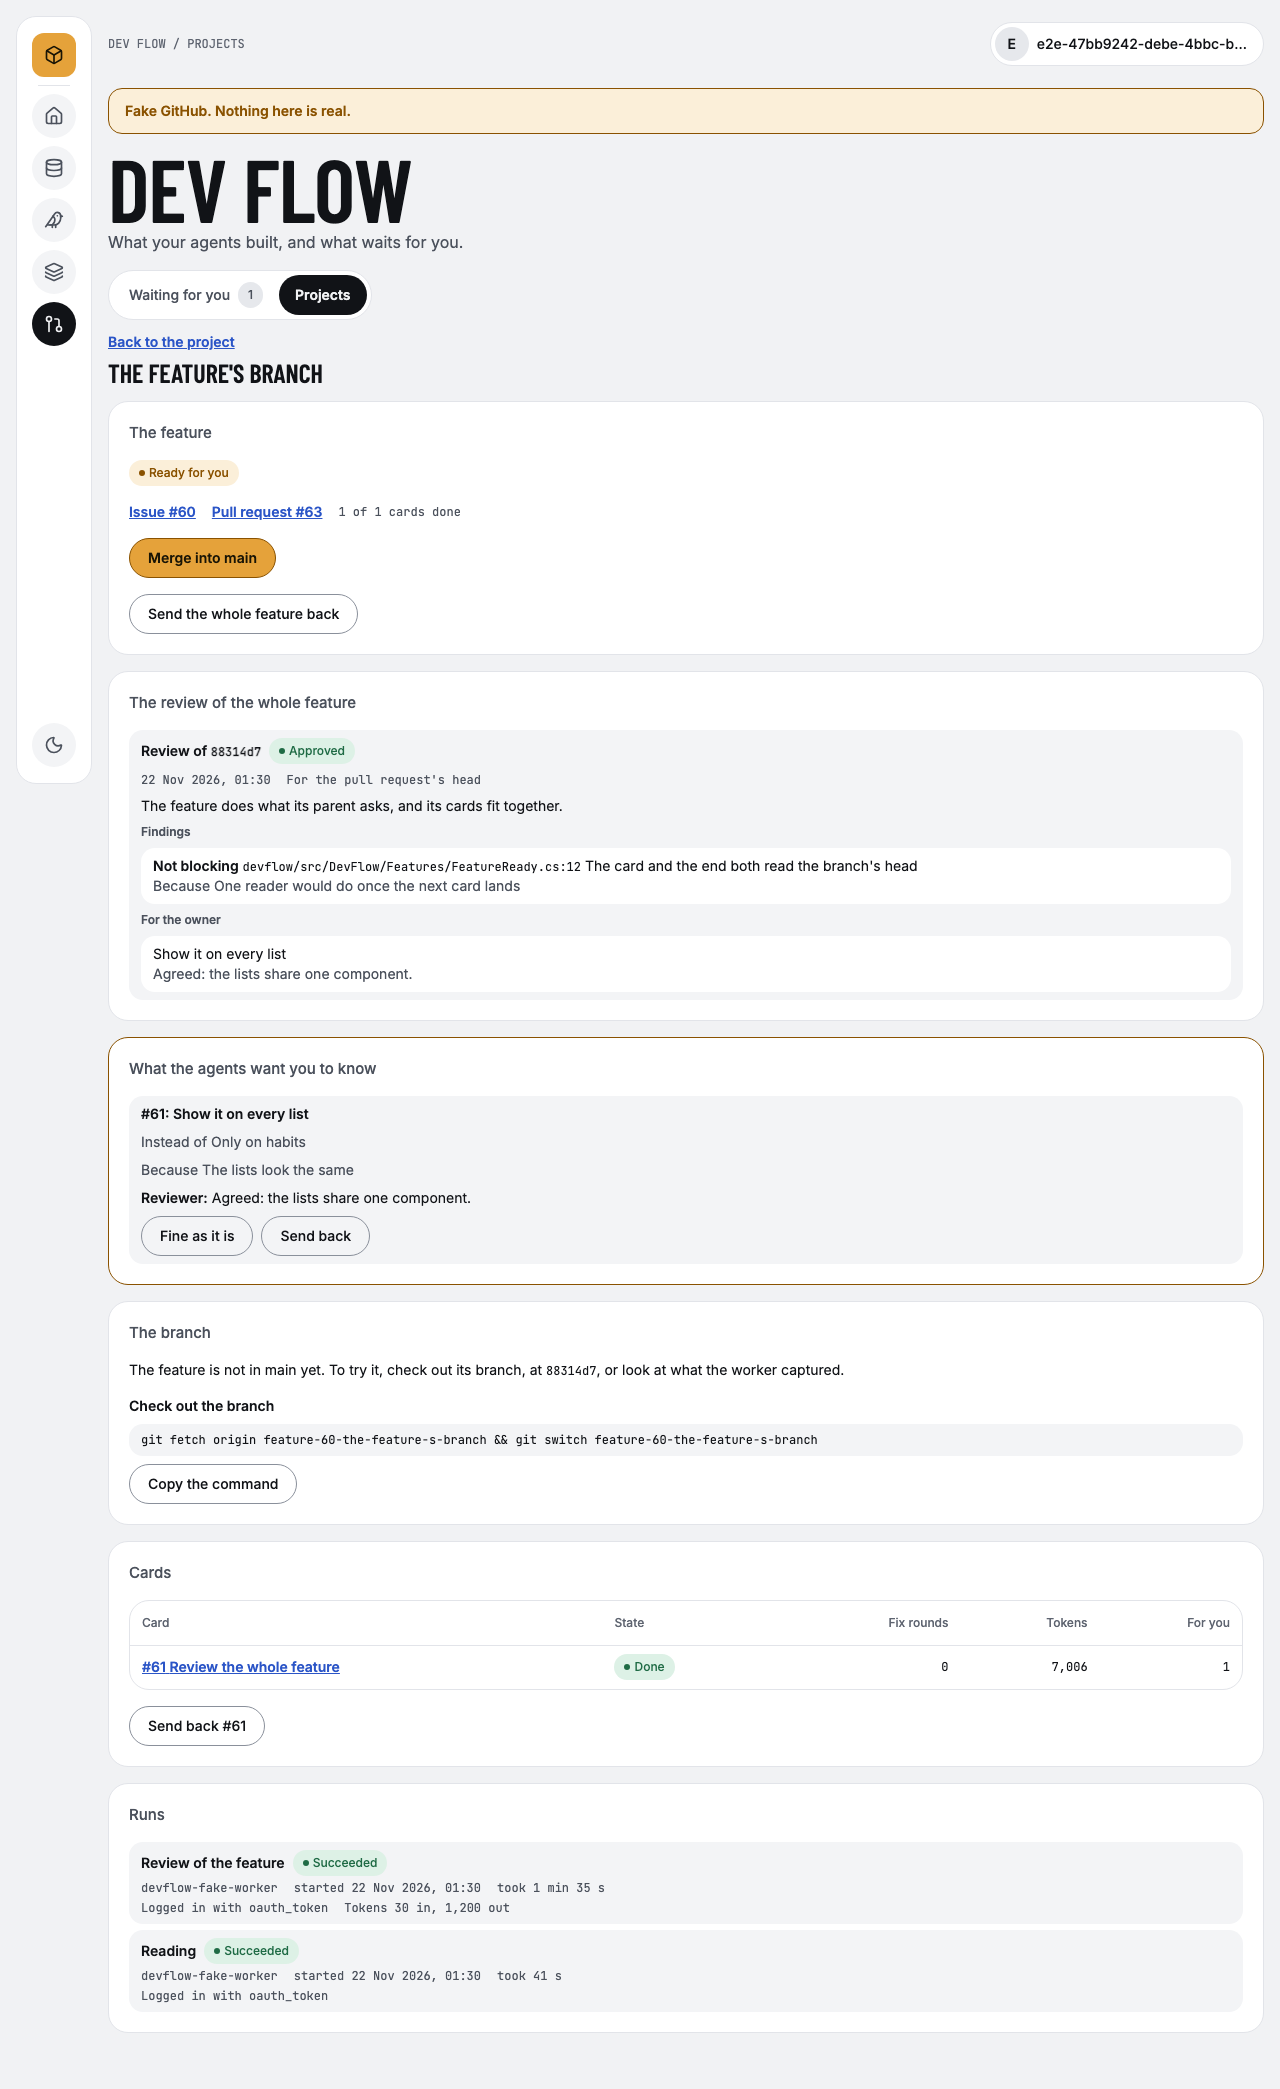 DEV FLOW / PROJECTS
E e2e-47bb9242-debe-4bbc-b...
Fake GitHub. Nothing here is real.
DEV FLOW
What your agents built, and what waits for you.
Waiting for you 1 Projects
Back to the project
THE FEATURE'S BRANCH
The feature
Ready for you
Issue #60 Pull request #63 1 of 1 cards done
Merge into main
Send the whole feature back
The review of the whole feature
Review of 88314d7 Approved
22 Nov 2026, 01:30 For the pull request's head
The feature does what its parent asks, and its cards fit together.
Findings
Not blocking devflow/src/DevFlow/Features/FeatureReady.cs:12 The card and the end both read the branch's head
Because One reader would do once the next card lands
For the owner
Show it on every list
Agreed: the lists share one component.
What the agents want you to know
#61: Show it on every list
Instead of Only on habits
Because The lists look the same
Reviewer: Agreed: the lists share one component.
Fine as it is Send back
The branch
The feature is not in main yet. To try it, check out its branch, at 88314d7, or look at what the worker captured.
Check out the branch
git fetch origin feature-60-the-feature-s-branch && git switch feature-60-the-feature-s-branch
Copy the command
Cards
Card State Fix rounds Tokens For you
#61 Review the whole feature Done 0 7,006 1
Send back #61
Runs
Review of the feature Succeeded
devflow-fake-worker started 22 Nov 2026, 01:30 took 1 min 35 s
Logged in with oauth_token Tokens 30 in, 1,200 out
Reading Succeeded
devflow-fake-worker started 22 Nov 2026, 01:30 took 41 s
Logged in with oauth_token